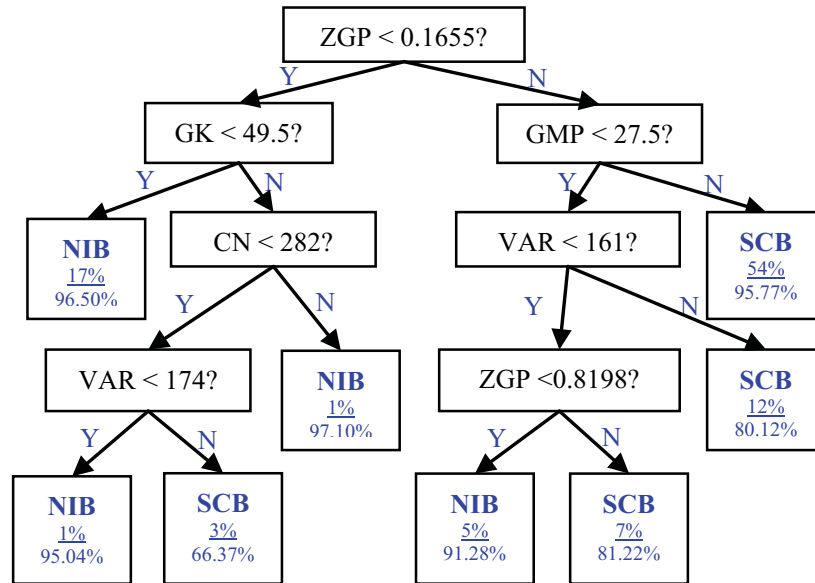 ZGP < 0.1655?
Y
N
GK < 49.5?
GMP < 27.5?
Y
N
Y
N
NIB
17%
96.50%
CN < 282?
VAR < 161?
SCB
54%
95.77%
Y
N
Y
N
VAR < 174?
NIB
1%
97.10%
ZGP <0.8198?
SCB
12%
80.12%
Y
N
Y
N
NIB
1%
95.04%
SCB
3%
66.37%
NIB
5%
91.28%
SCB
7%
81.22%